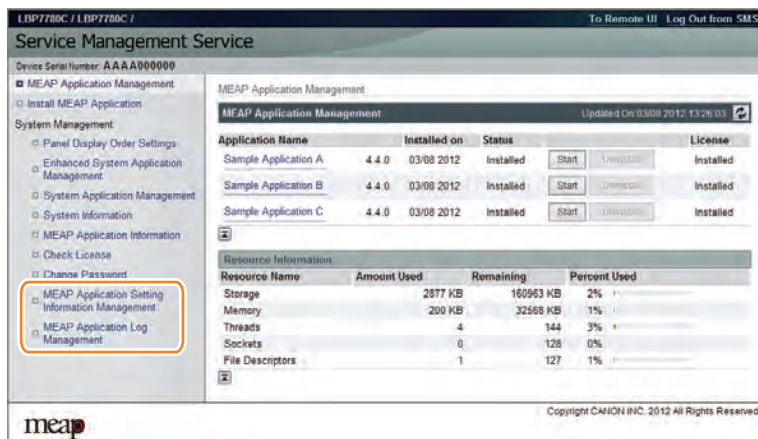 LBP7780C / LBP7780C / To Remote UI Log Out from SMS
Service Management Service
Device Serial Number: AAAA000000
MEAP Application Management
Install MEAP Application
System Management
Panel Display Order Settings
Enhanced System Application
Management
System Application Management
System Information
MEAP Application Information
Check License
Change Password
MEAP Application Setting
Information Management
MEAP Application Log
Management
MEAP Application Management
MEAP Application Management Updated On:03/08 2012 13:26:03
Application Name Installed on Status License
Sample Application A 4.4.0 03/08 2012 Installed Start Uninstall Installed
Sample Application B 4.4.0 03/08 2012 Installed Start Uninstall Installed
Sample Application C 4.4.0 03/08 2012 Installed Start Uninstall Installed
Resource Information
Resource Name Amount Used Remaining Percent Used
Storage 2877 KB 160963 KB 2%
Memory 200 KB 32568 KB 1%
Threads 4 144 3%
Sockets 0 128 0%
File Descriptors 1 127 1%
Copyright CANON INC. 2012 All Rights Reserved
meap